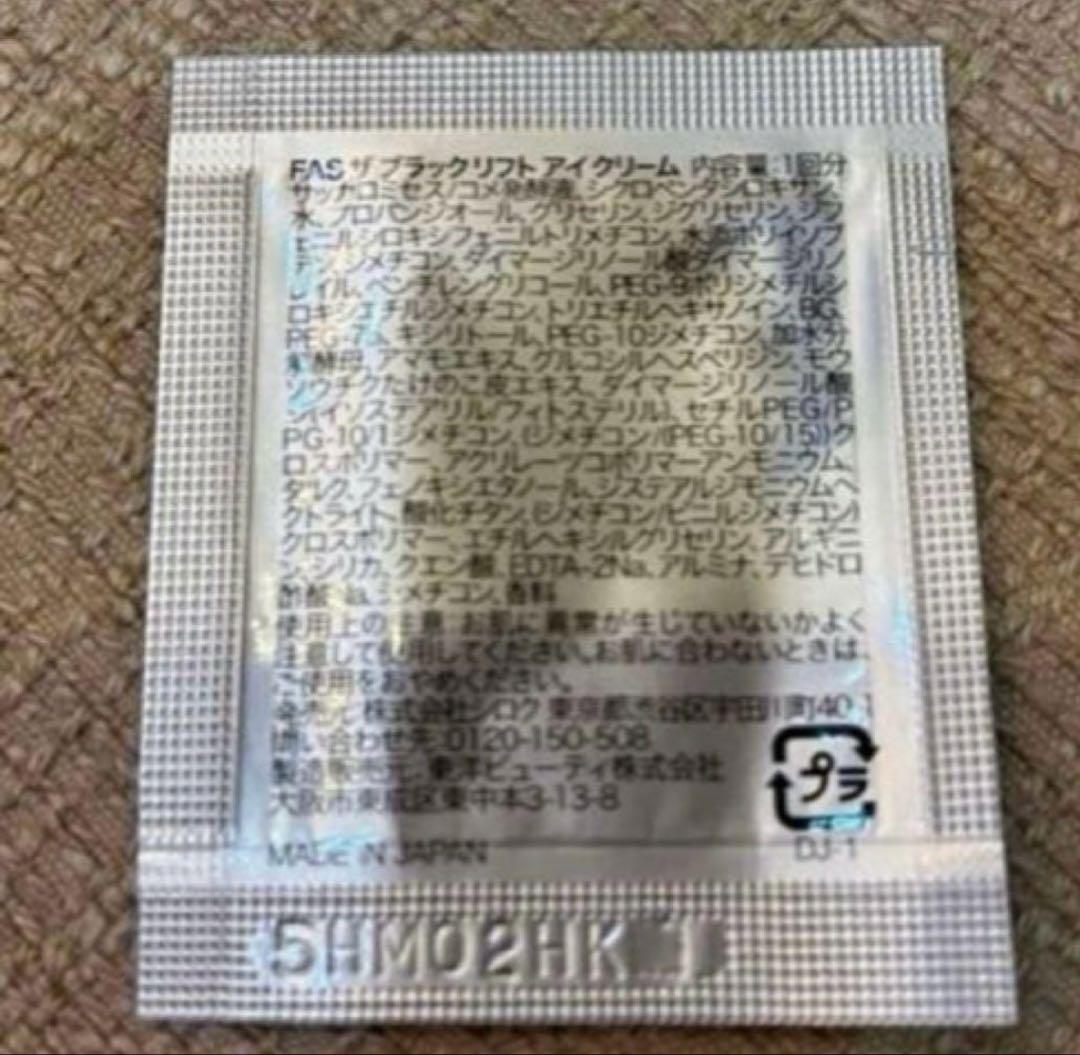 FAS ザ ブラック リフト アイ クリーム 内容量:1回分
サッカロミセス/コメ発酵液、シクロペンタシロキサン、
水、プロパンジオール、グリセリン、ジグリセリン、ジフ
ェニルシロキシフェニルトリメチコン、水添ポリイソブ
テン、ジメチコン、ダイマージリノール酸ダイマージリノ
レイル、ペンチレングリコール、PEG-9ポリジメチルシ
ロキシエチルジメチコン、トリエチルヘキサノイン、BG、
キシリトール、PEG-10ジメチコン、加水分
解酵母、アマモエキス、グルコシルヘスペリジン、モウ
ソウチクたけのこ皮エキス、ダイマージリノール酸
ジ(イソステアリル/フィトステリル)、セチルPEG/P
PG-10/1ジメチコン、(ジメチコン/(PEG-10/15))ク
ロスポリマー、アクリレーツコポリマーアンモニウム、
タルク、フェノキシエタノール、ジステアルジモニウムヘ
クトライト、酸化チタン、(ジメチコン/ビニルジメチコン)
クロスポリマー、エチルヘキシルグリセリン、アルギニ
ン、シリカ、クエン酸、EDTA-2Na、アルミナ、デヒドロ
酢酸Na、ジメチコン、香料
使用上の注意 お肌に異常が生じていないかよく
注意して使用してください。お肌に合わないときは、
ご使用をおやめください。
発売元 株式会社シロク 東京都渋谷区宇田川町40-1
問い合わせ先:0120-150-508
製造販売元 東洋ビューティ株式会社
大阪市東成区東中本3-13-8
プラ
MADE IN JAPAN DJ-1
5HM02HK 1